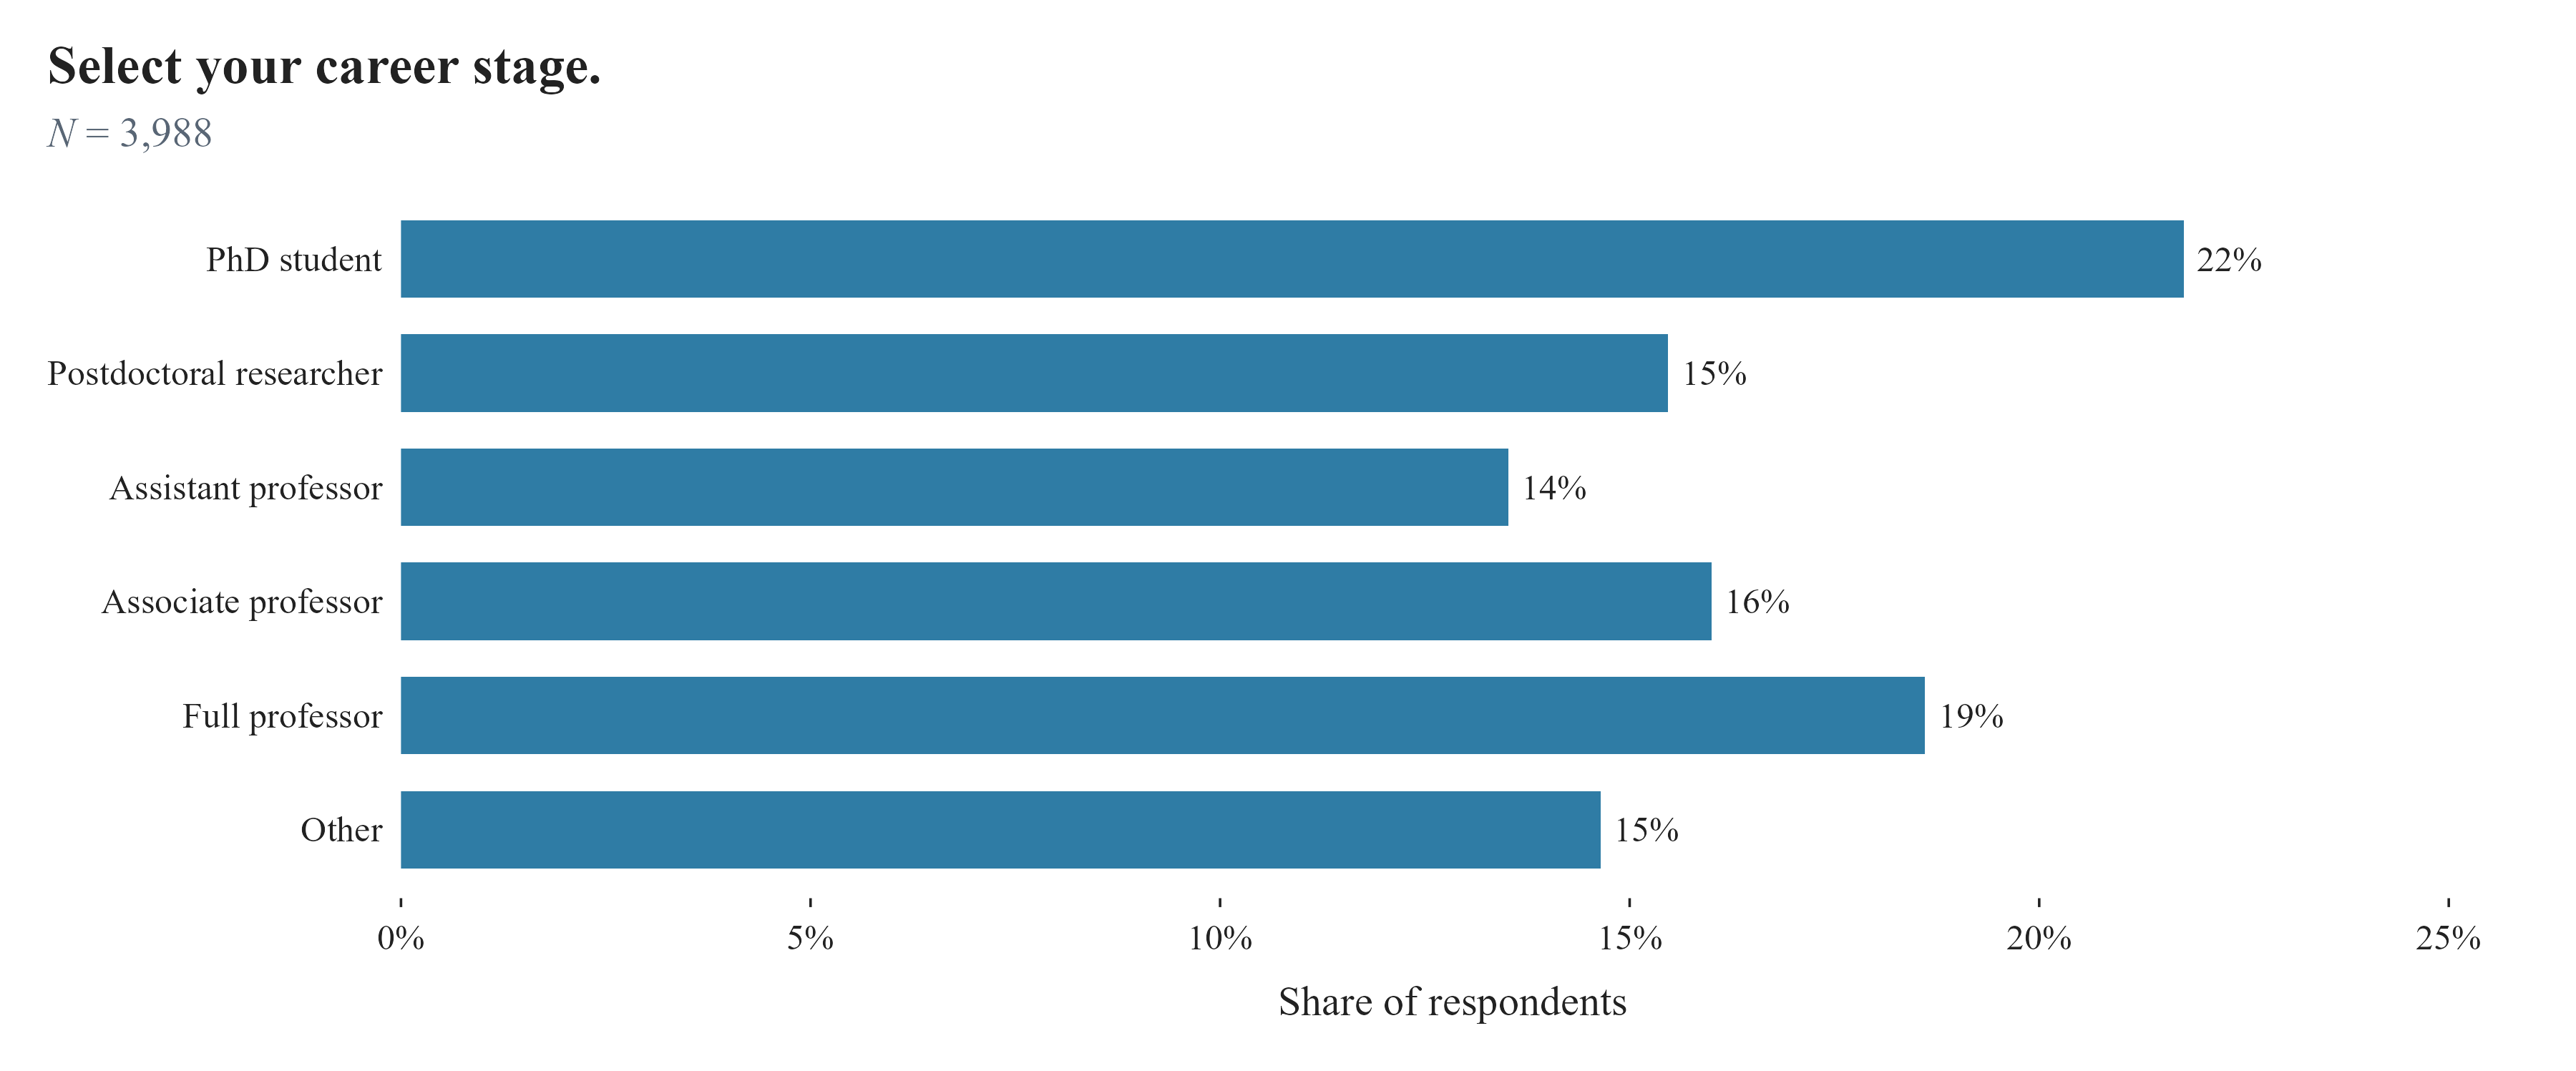 Select your career stage.
N = 3,988
PhD student 22%
Postdoctoral researcher 15%
Assistant professor 14%
Associate professor 16%
Full professor 19%
Other 15%
0% 5% 10% 15% 20% 25%
Share of respondents